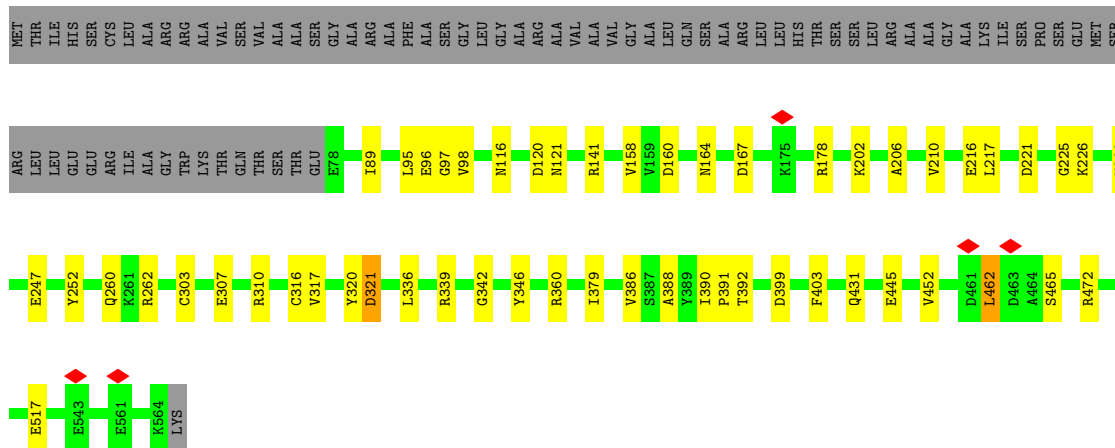 MET THR ILE HIS SER CYS LEU ALA ARG ARG ALA VAL SER VAL ALA ALA SER GLY ALA ARG ALA PHE ALA SER GLY LEU GLY ALA ARG ALA VAL ALA VAL GLY ALA LEU GLN SER ALA ARG LEU LEU HIS THR SER SER LEU ARG ALA ALA GLY ALA LYS ILE SER PRO SER GLU MET
ARG LEU LEU GLU GLU ARG ILE ALA GLY TRP LYS THR GLN THR SER THR GLU E78 I89 L95 E96 G97 V98 N116 D120 N121 R141 V158 V159 D160 N164 D167 K175 R178 K202 A206 V210 E216 L217 D221 G225 K226
E247 Y252 Q260 K261 R262 C303 E307 R310 C316 V317 Y320 D321 L336 R339 G342 Y346 R360 I379 V386 S387 A388 Y389 I390 P391 T392 D399 F403 Q431 E445 V452 D461 L462 D463 A464 S465 R472
E517 E543 E561 K564 LYS